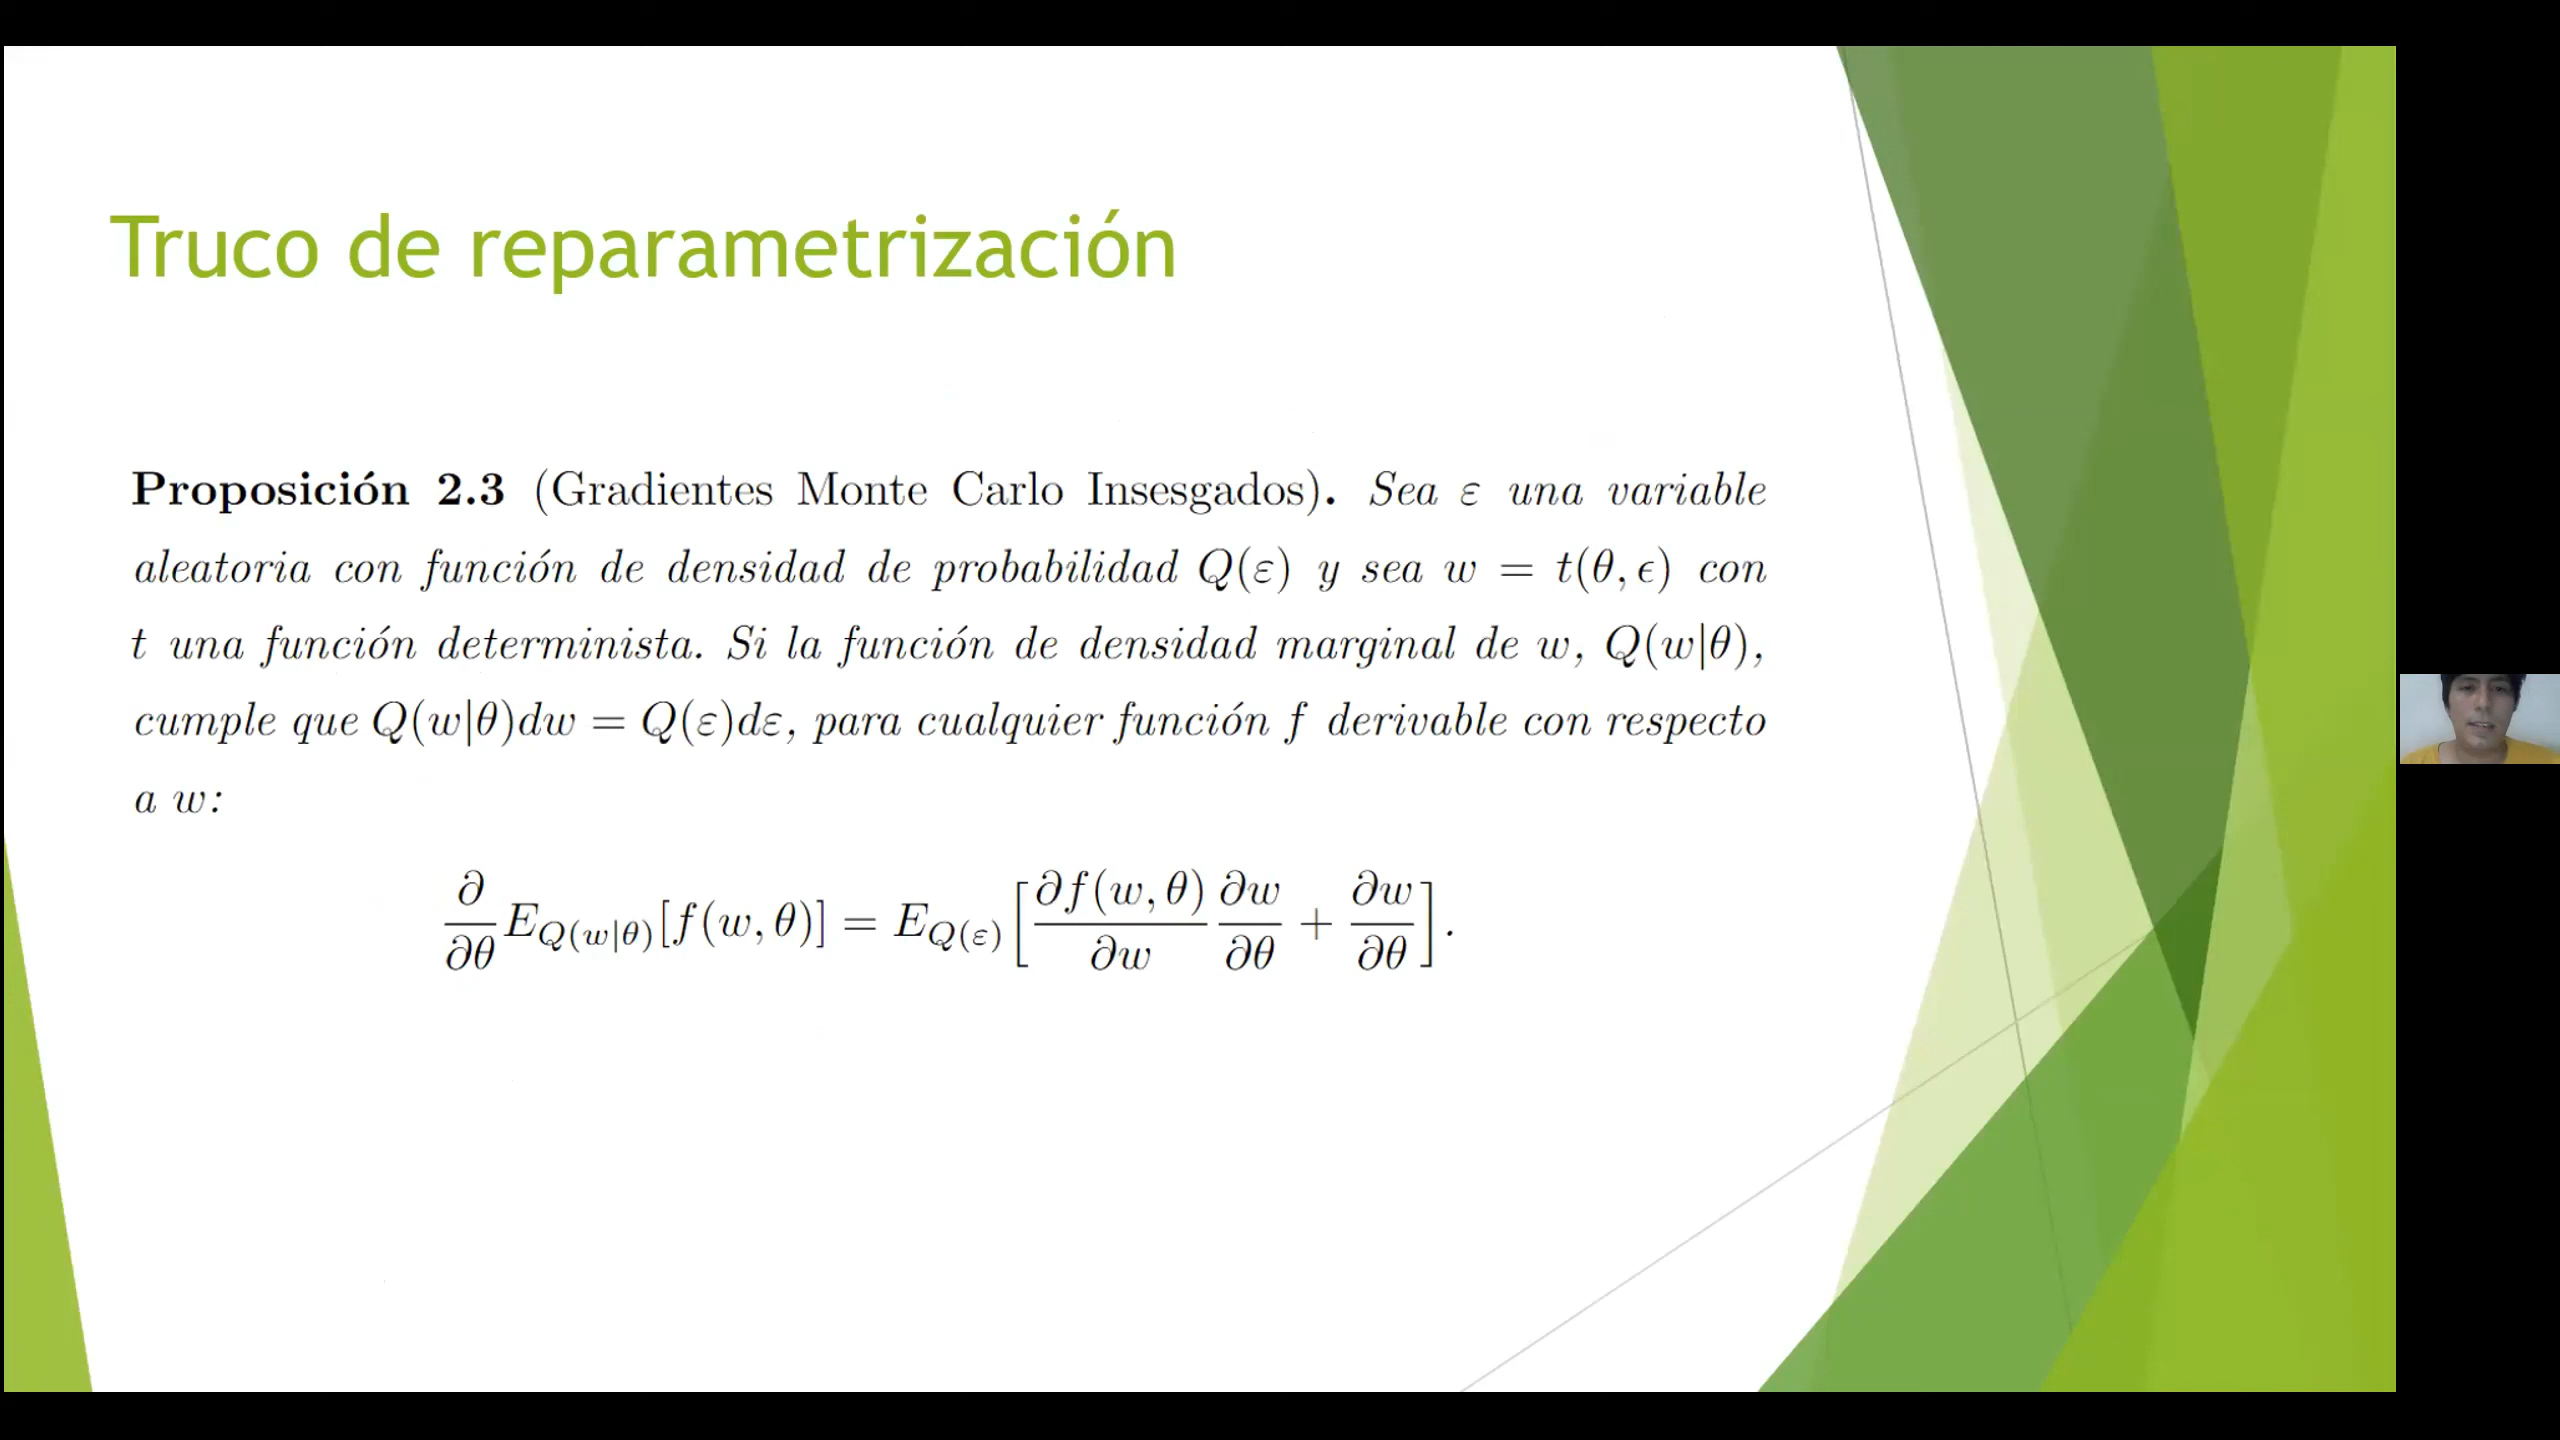 Truco de reparametrización
Proposición 2.3 (Gradientes Monte Carlo Insesgados). Sea ε una variable
aleatoria con función de densidad de probabilidad Q(ε) y sea w = t(θ, ϵ) con
t una función determinista. Si la función de densidad marginal de w, Q(w|θ),
cumple que Q(w|θ)dw = Q(ε)dε, para cualquier función f derivable con respecto
a w:
∂/∂θ E_{Q(w|θ)}[f(w, θ)] = E_{Q(ε)}[∂f(w, θ)/∂w ∂w/∂θ + ∂w/∂θ].